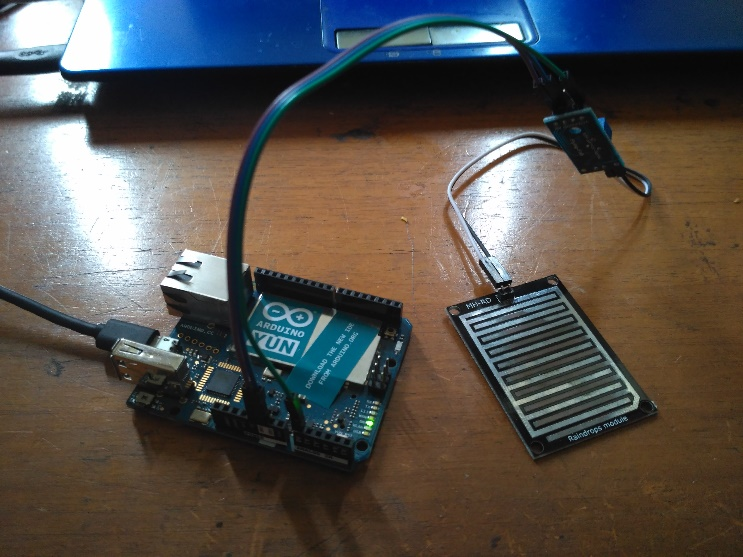 ARDUINO
YUN
DOWNLOAD THE NEW IDE
FROM ARDUINO.ORG
MH-RD
Raindrops module